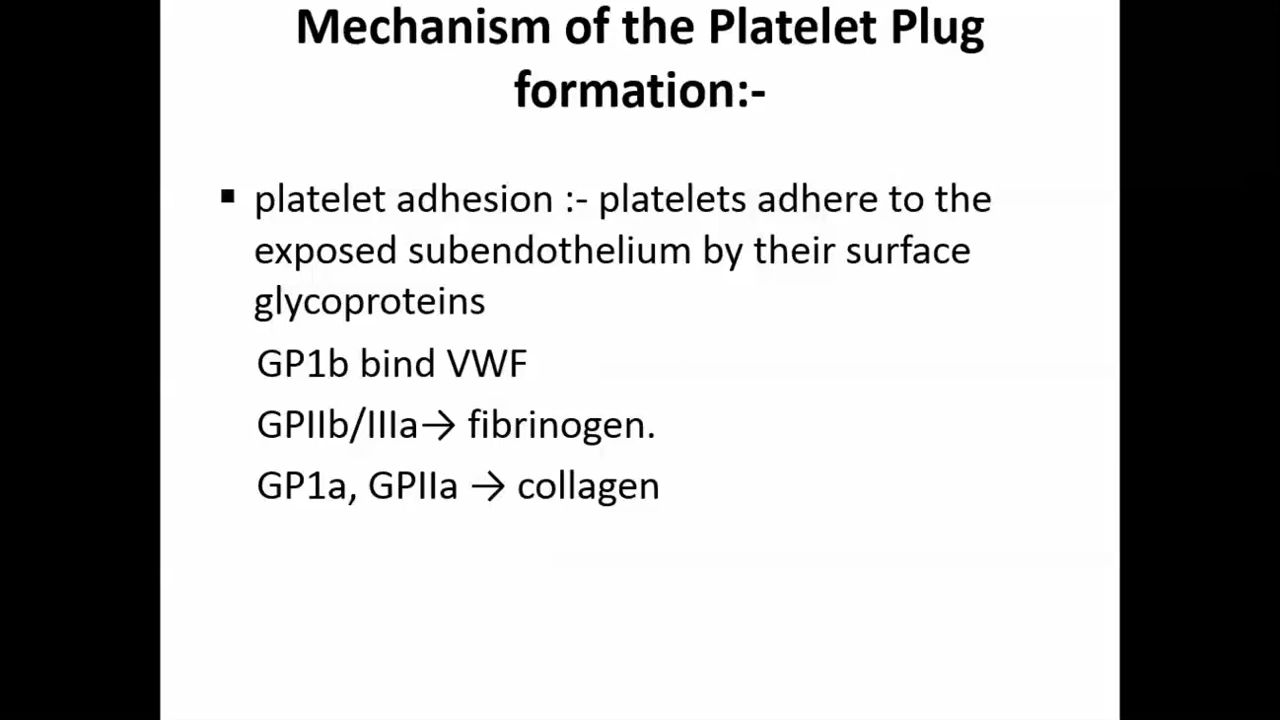 Mechanism of the Platelet Plug
formation:-
▪ platelet adhesion :- platelets adhere to the
exposed subendothelium by their surface
glycoproteins
GP1b bind VWF
GPIIb/IIIa→ fibrinogen.
GP1a, GPIIa → collagen